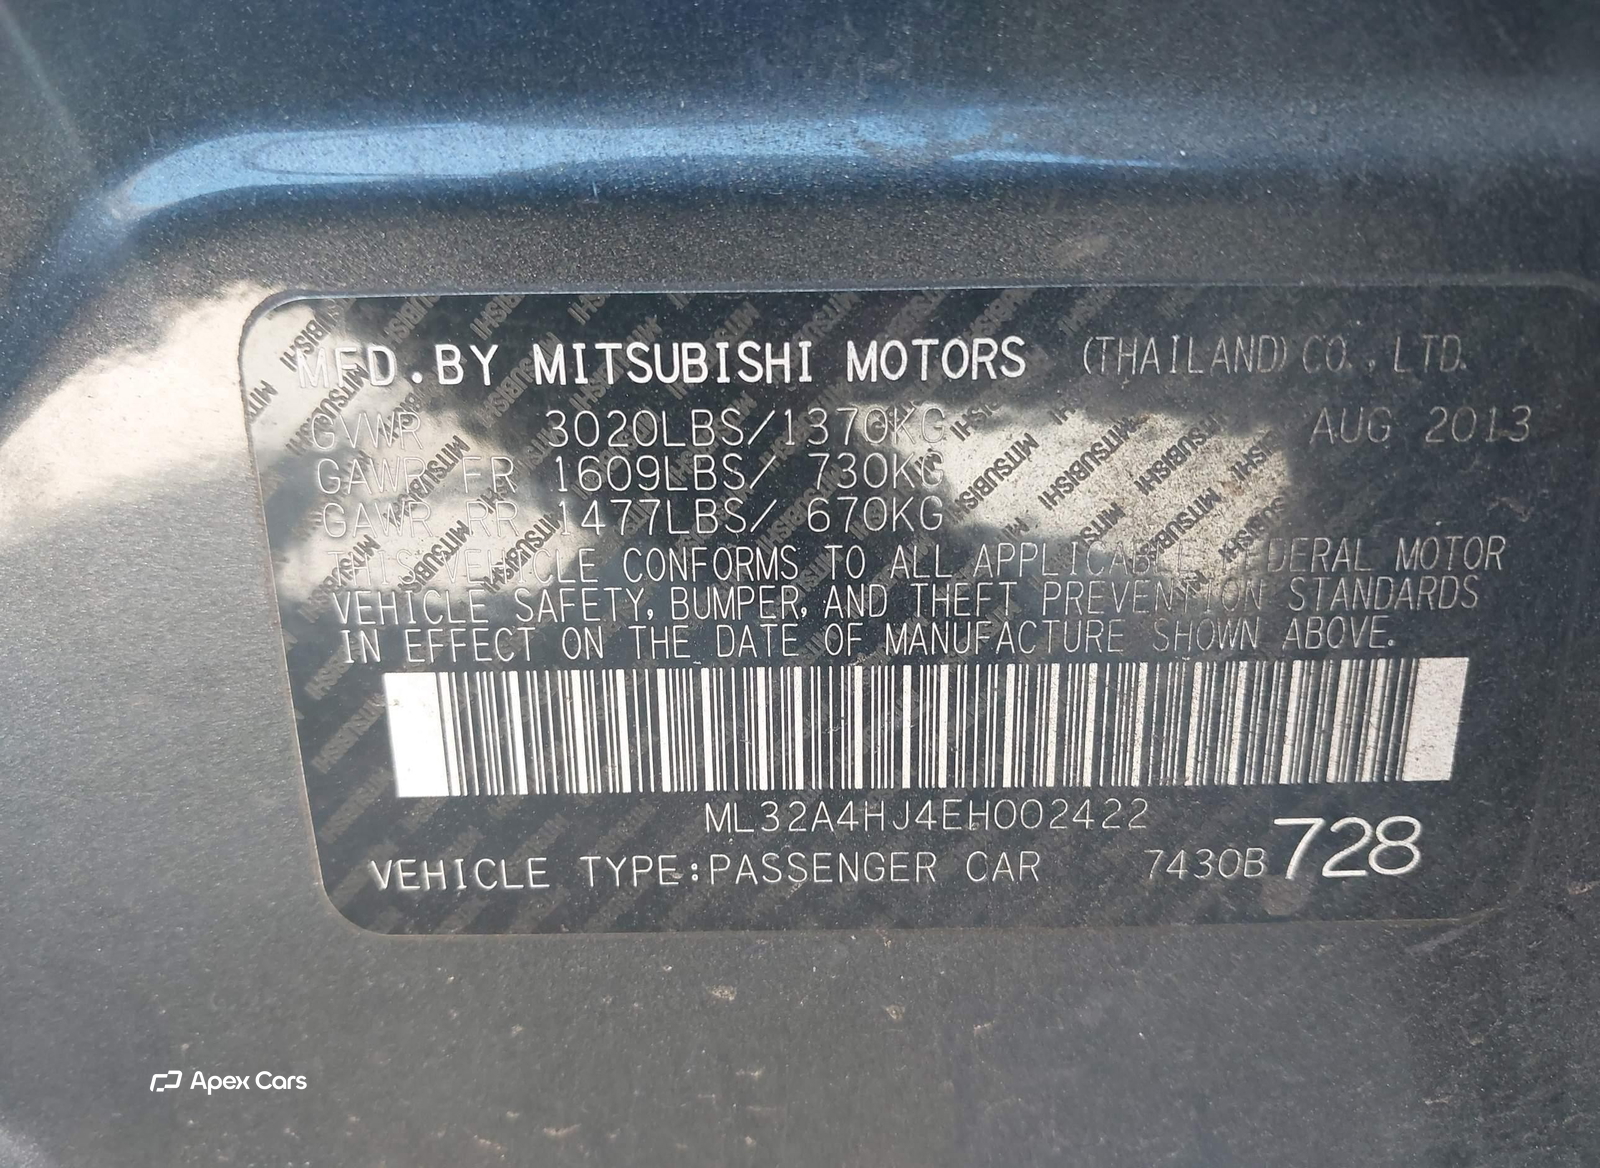 MFD.BY MITSUBISHI MOTORS (THAILAND) CO.,LTD.
GVWR 3020LBS/1370KG AUG 2013
GAWR FR 1609LBS/ 730KG
GAWR RR 1477LBS/ 670KG
THIS VEHICLE CONFORMS TO ALL APPLICABLE FEDERAL MOTOR
VEHICLE SAFETY, BUMPER, AND THEFT PREVENTION STANDARDS
IN EFFECT ON THE DATE OF MANUFACTURE SHOWN ABOVE.
ML32A4HJ4EH002422
VEHICLE TYPE:PASSENGER CAR 7430B 728
Apex Cars